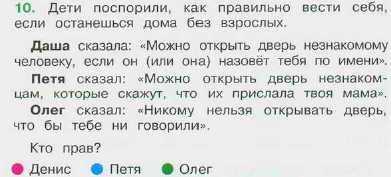 10. Дети поспорили, как правильно вести себя,
если останешься дома без взрослых.
Даша сказала: «Можно открыть дверь незнакомому
человеку, если он (или она) назовёт тебя по имени».
Петя сказал: «Можно открыть дверь незнаком-
цам, которые скажут, что их прислала твоя мама».
Олег сказал: «Никому нельзя открывать дверь,
что бы тебе ни говорили».
Кто прав?
Денис Петя Олег